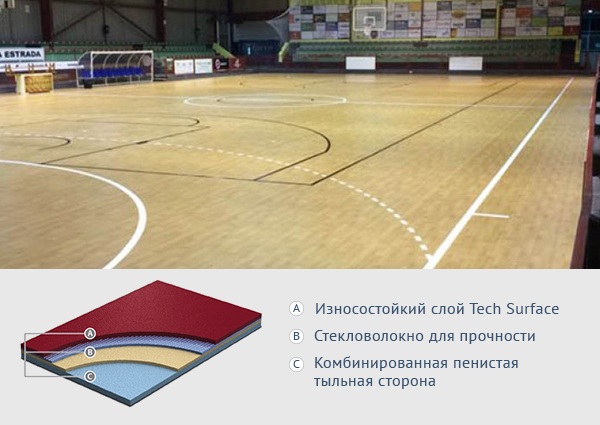 A ESTRADA
A
B
C
A Износостойкий слой Tech Surface
B Стекловолокно для прочности
C Комбинированная пенистая
тыльная сторона